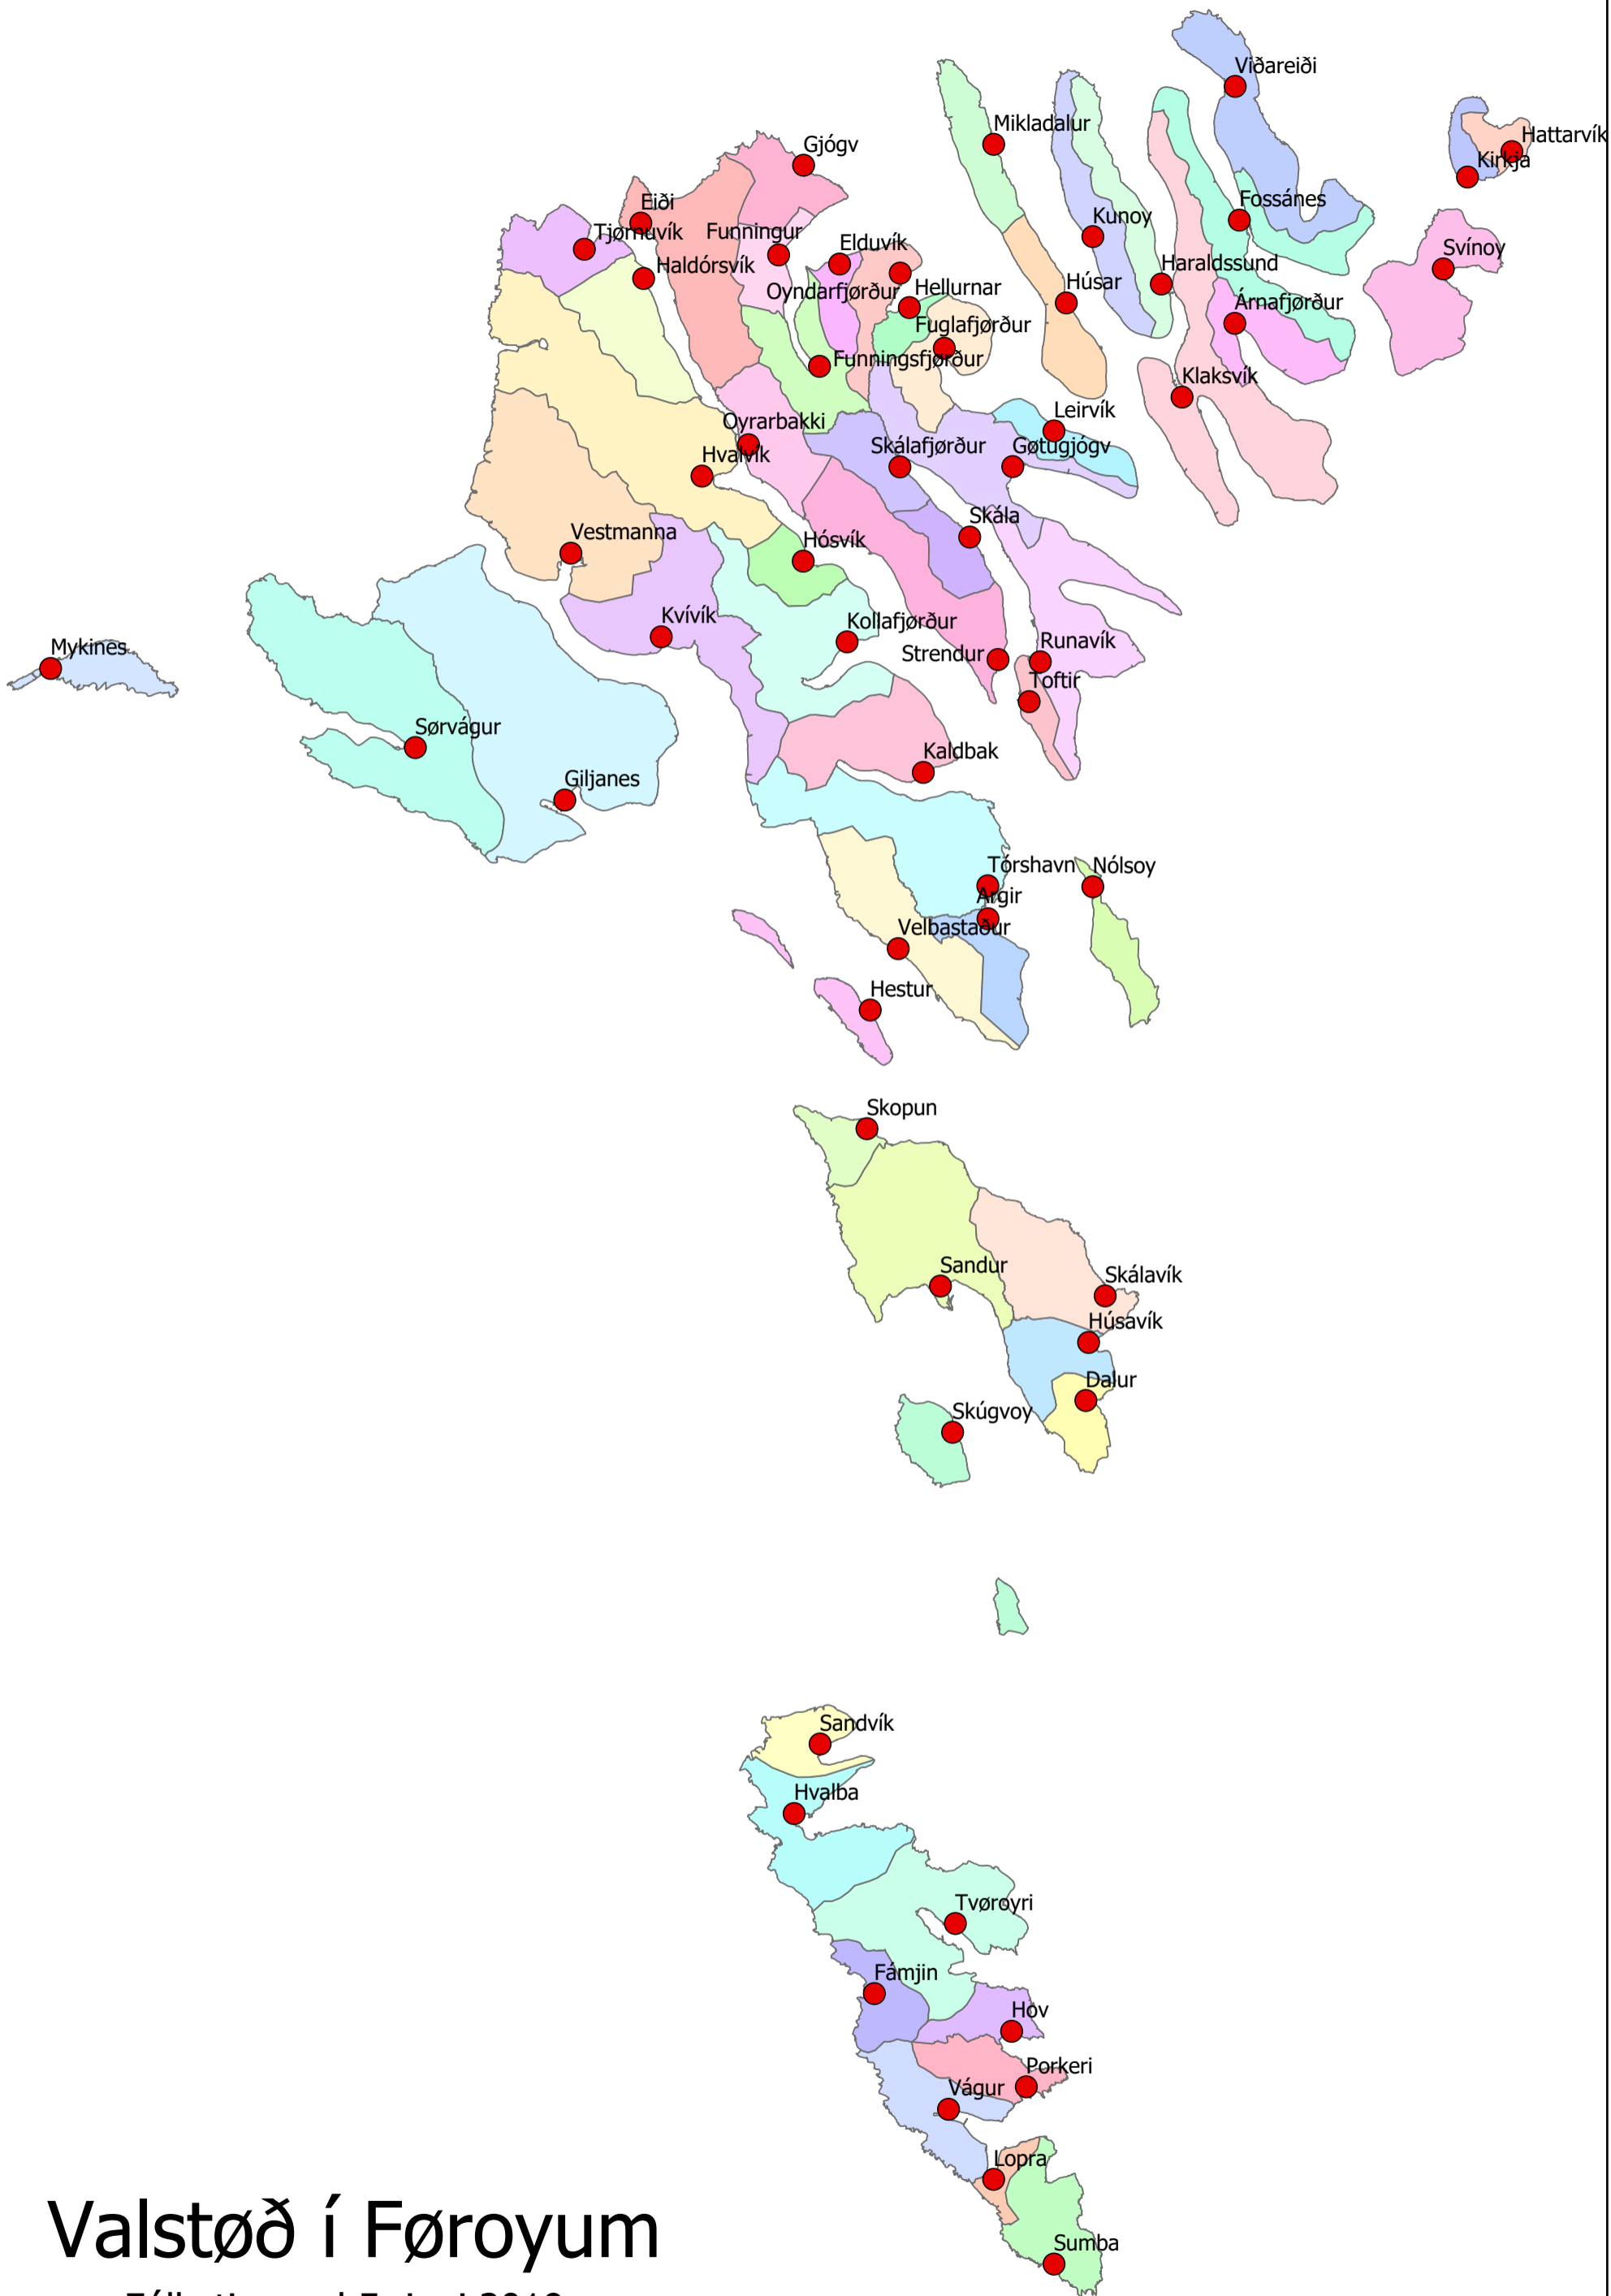 Viðareiði
Mikladalur
Hattarvík
Gjógv
Kirkja
Eiði
Fossánes
Kunoy
Tjørnuvík
Funningur
Elduvík
Svínoy
Haldórsvík
Haraldssund
Oyndarfjørður
Hellurnar
Húsar
Árnafjørður
Fuglafjørður
Funningsfjørður
Klaksvík
Leirvík
Oyrarbakki
Hvalvík
Skálafjørður
Gøtugjógv
Skála
Vestmanna
Hósvík
Kvívík
Kollafjørður
Mykines
Strendur
Runavík
Toftir
Sørvágur
Kaldbak
Giljanes
Tórshavn
Nólsoy
Argir
Velbastaður
Hestur
Skopun
Sandur
Skálavík
Húsavík
Dalur
Skúgvoy
Sandvík
Hvalba
Tvøroyri
Fámjin
Hov
Porkeri
Vágur
Lopra
Valstøð í Føroyum
Sumba